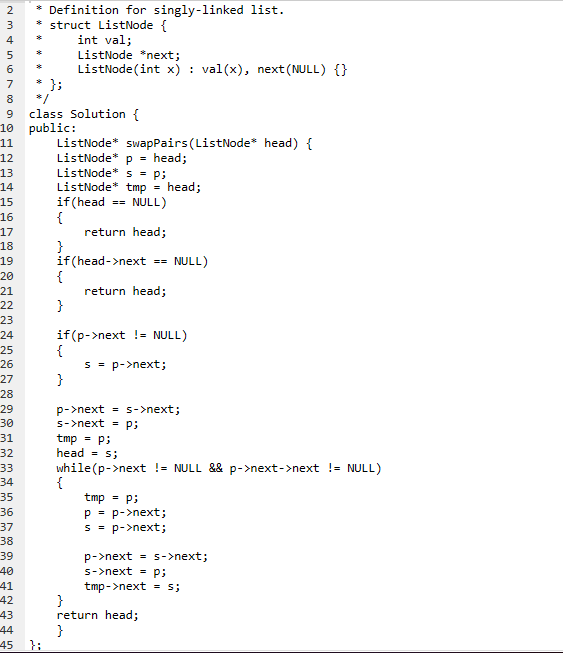 2  * Definition for singly-linked list.
3  * struct ListNode {
4  *     int val;
5  *     ListNode *next;
6  *     ListNode(int x) : val(x), next(NULL) {}
7  * };
8  */
9 class Solution {
10 public:
11     ListNode* swapPairs(ListNode* head) {
12     ListNode* p = head;
13     ListNode* s = p;
14     ListNode* tmp = head;
15     if(head == NULL)
16     {
17         return head;
18     }
19     if(head->next == NULL)
20     {
21         return head;
22     }
23
24     if(p->next != NULL)
25     {
26         s = p->next;
27     }
28
29     p->next = s->next;
30     s->next = p;
31     tmp = p;
32     head = s;
33     while(p->next != NULL && p->next->next != NULL)
34     {
35         tmp = p;
36         p = p->next;
37         s = p->next;
38
39         p->next = s->next;
40         s->next = p;
41         tmp->next = s;
42     }
43     return head;
44     }
45 };